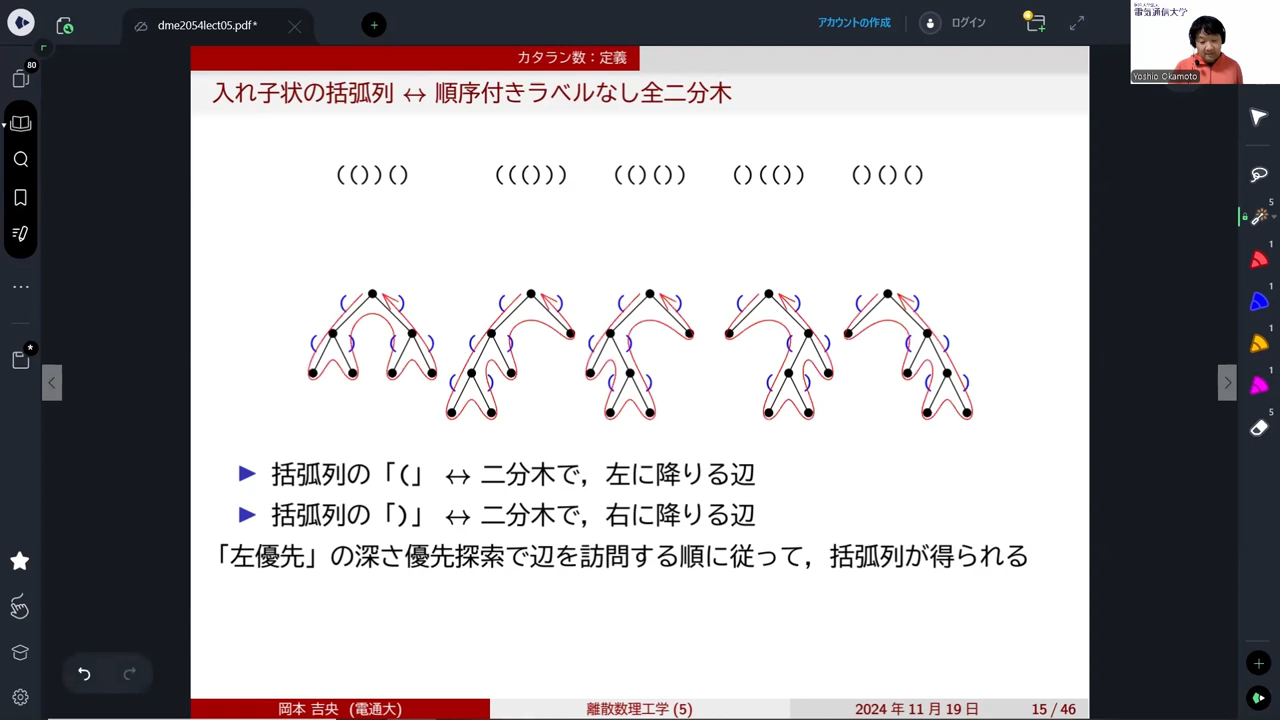 dme2054lect05.pdf*
アカウントの作成
ログイン
電気通信大学
Yoshio Okamoto
80
カタラン数：定義
入れ子状の括弧列 ↔ 順序付きラベルなし全二分木
(())() ((())) (()()) ()(()) ()()()
▶ 括弧列の「(」 ↔ 二分木で，左に降りる辺
▶ 括弧列の「)」 ↔ 二分木で，右に降りる辺
「左優先」の深さ優先探索で辺を訪問する順に従って，括弧列が得られる
岡本 吉央 (電通大) 離散数理工学 (5) 2024 年 11 月 19 日 15 / 46
5
1
1
1
1
5